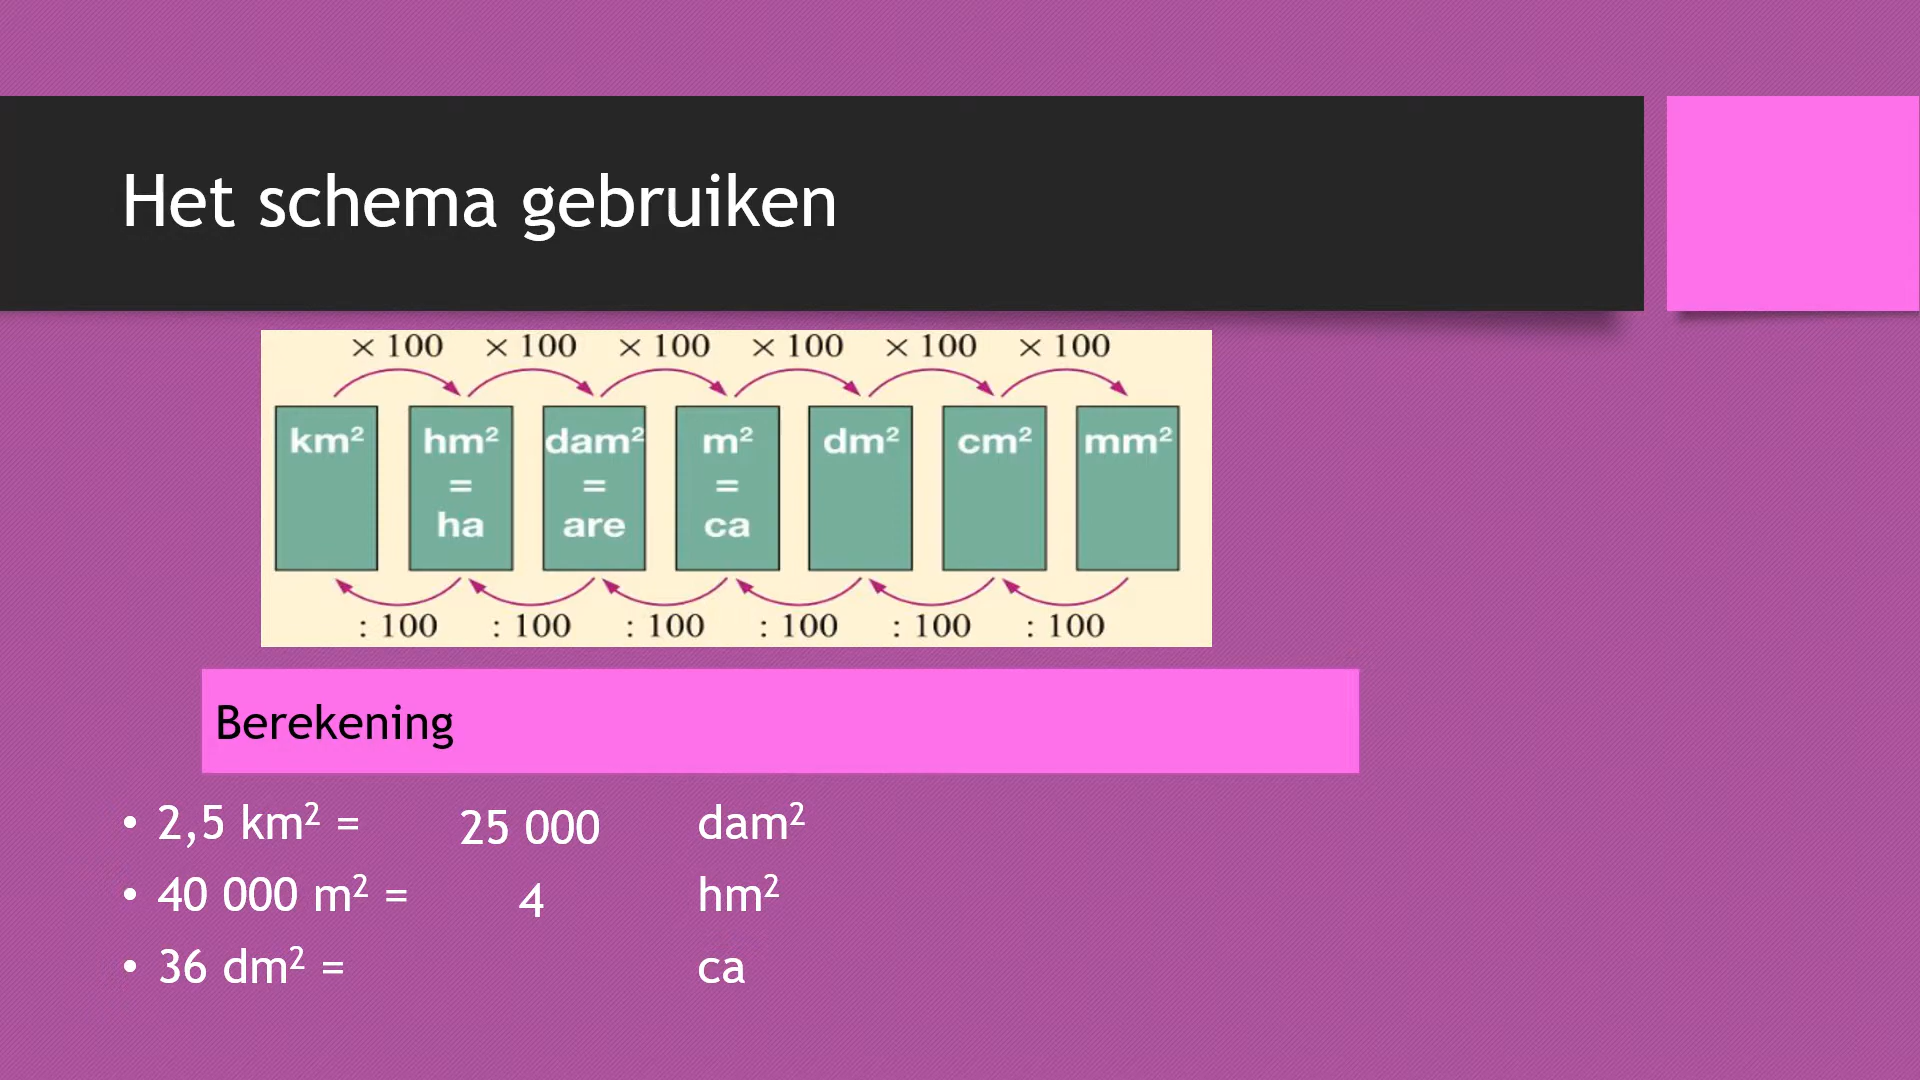 Het schema gebruiken
× 100 × 100 × 100 × 100 × 100 × 100
km² hm² dam² m² dm² cm² mm²
= = =
ha are ca
: 100 : 100 : 100 : 100 : 100 : 100
Berekening
• 2,5 km² = 25 000 dam²
• 40 000 m² = 4 hm²
• 36 dm² = ca